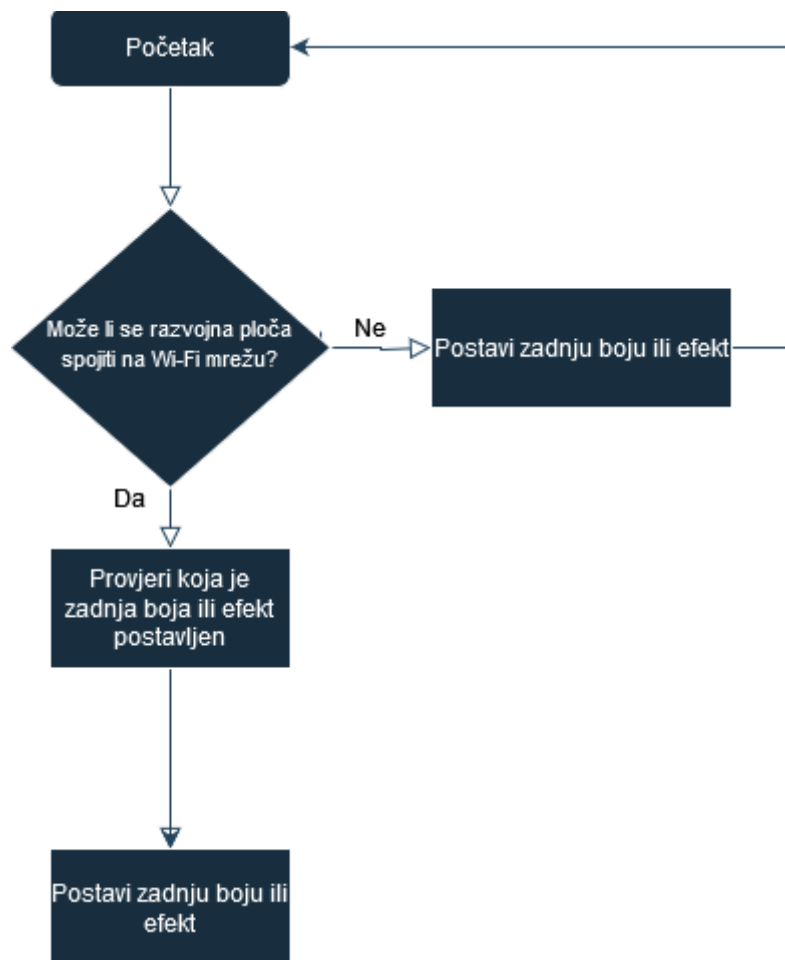 Početak
Može li se razvojna ploča
spojiti na Wi-Fi mrežu?
Ne
Postavi zadnju boju ili efekt
Da
Provjeri koja je
zadnja boja ili efekt
postavljen
Postavi zadnju boju ili
efekt